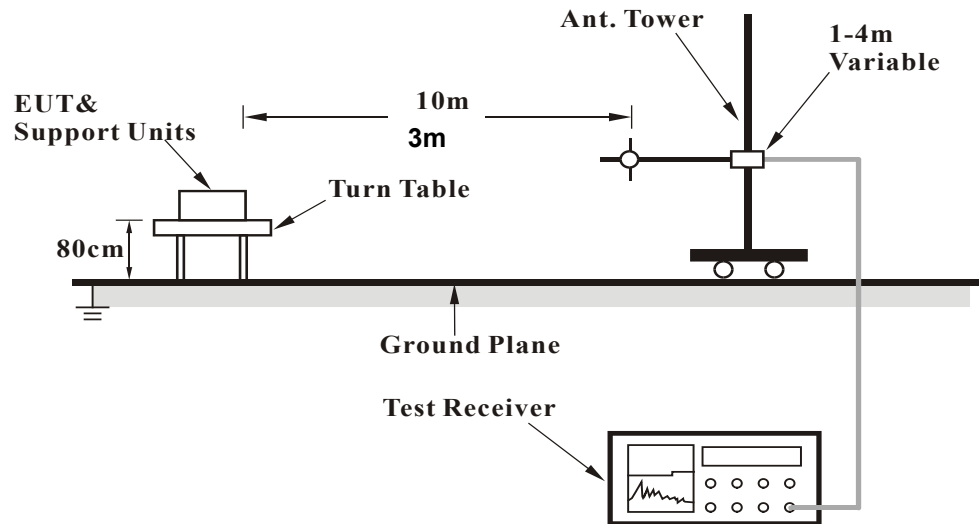 Ant. Tower
1-4m
Variable
10m
3m
EUT&
Support Units
Turn Table
80cm
Ground Plane
Test Receiver